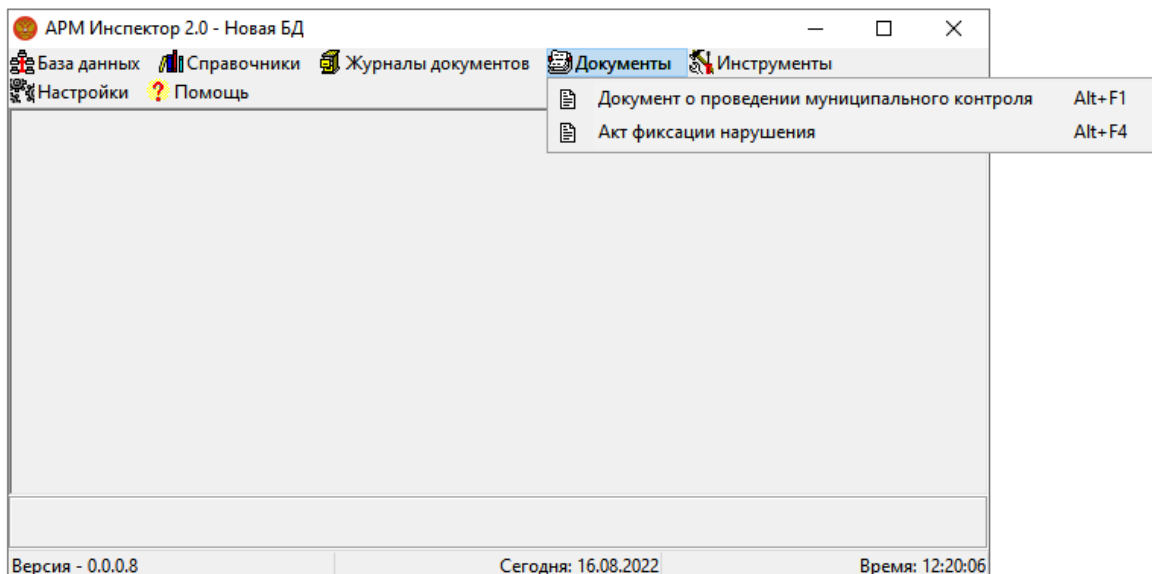 АРМ Инспектор 2.0 - Новая БД
База данных Справочники Журналы документов Документы Инструменты
Настройки ? Помощь
Документ о проведении муниципального контроля Alt+F1
Акт фиксации нарушения Alt+F4
Версия - 0.0.0.8 Сегодня: 16.08.2022 Время: 12:20:06